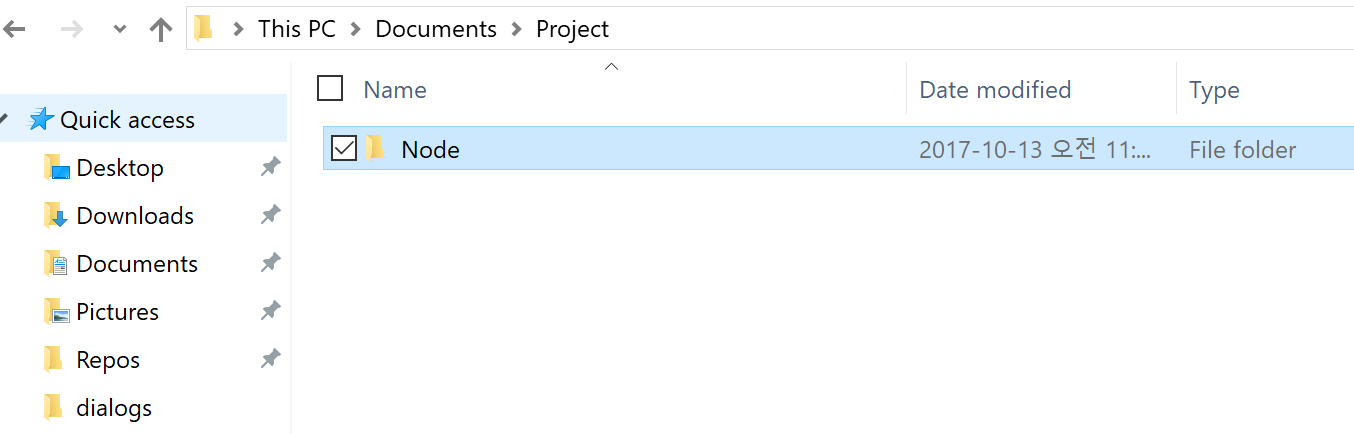 This PC Documents Project
Name Date modified Type
Quick access
Node 2017-10-13 오전 11:... File folder
Desktop
Downloads
Documents
Pictures
Repos
dialogs